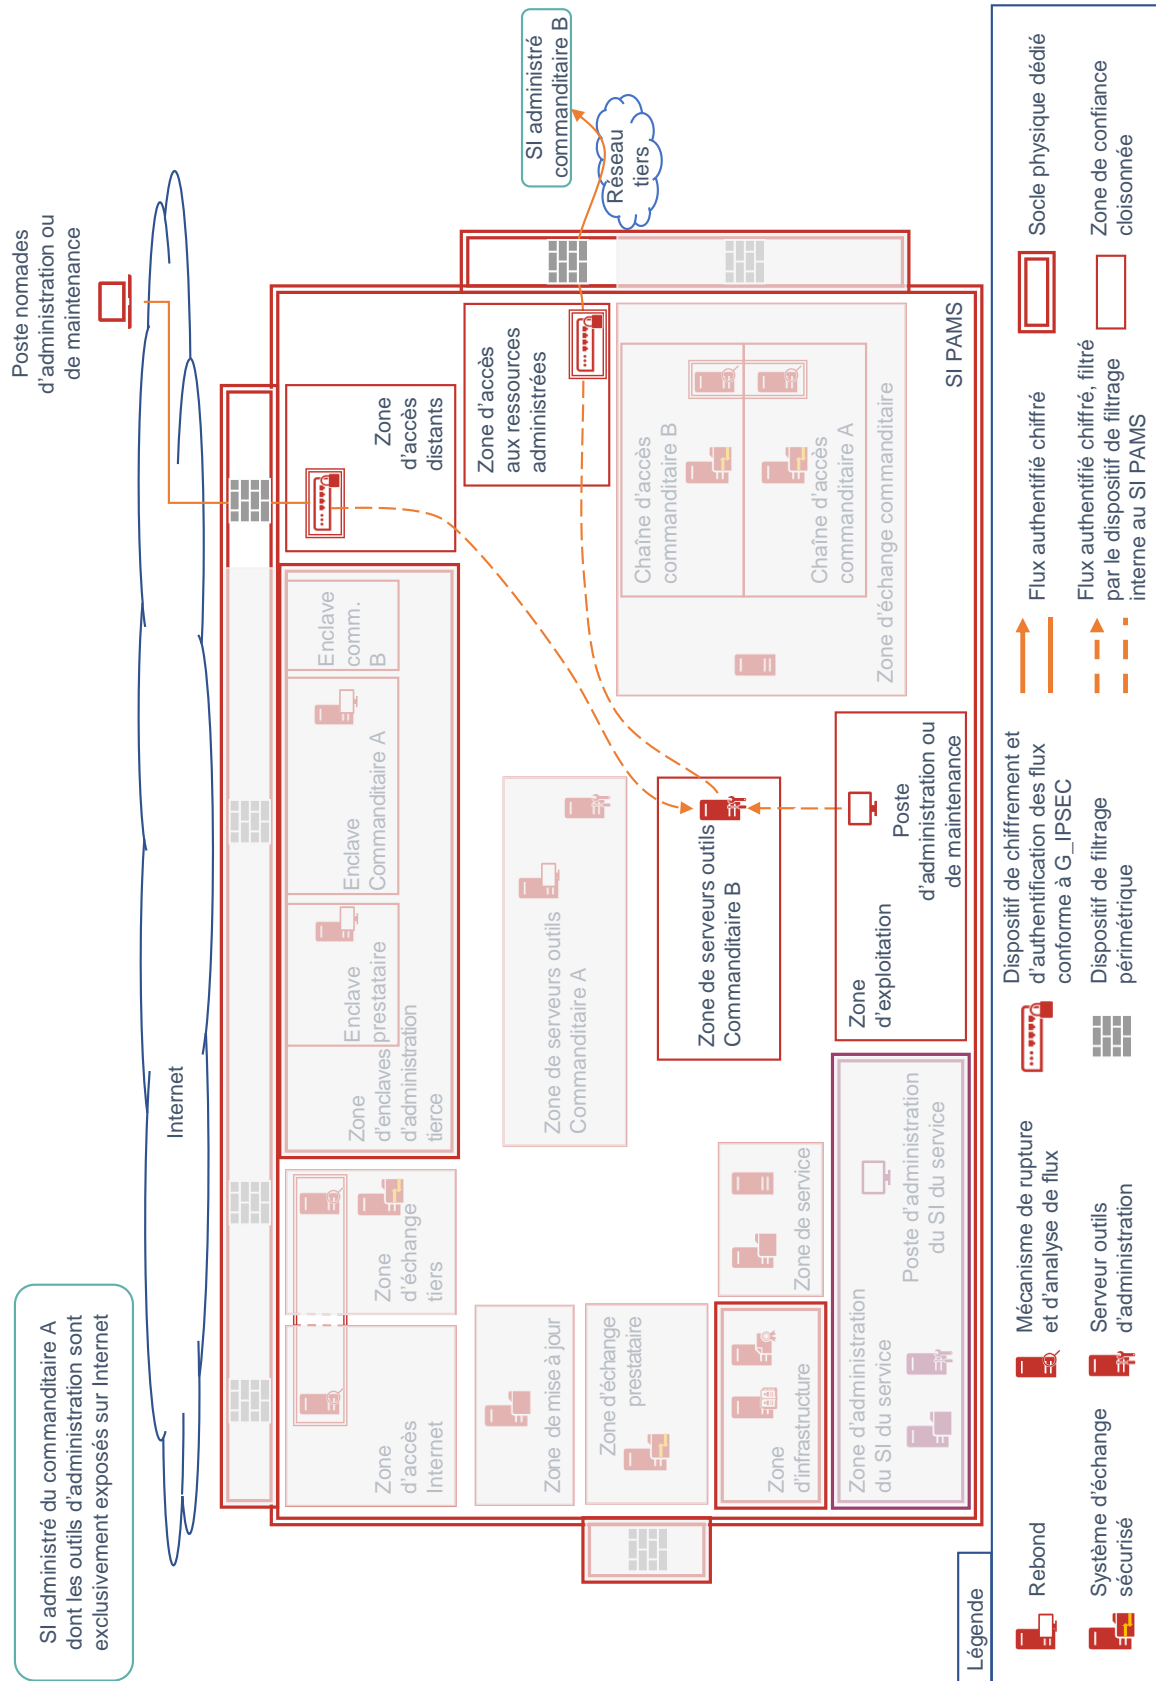 SI administré du commanditaire A
dont les outils d'administration sont
exclusivement exposés sur Internet
Internet
Poste nomades
d'administration ou
de maintenance
Zone
d'accès
Internet
Zone
d'échange
tiers
Zone
d'enclaves
d'administration
tierce
Enclave
prestataire
Enclave
Commanditaire A
Enclave
comm.
B
Zone
d'accès
distants
Zone de mise à jour
Zone d'échange
prestataire
Zone de serveurs outils
Commanditaire A
Zone d'accès
aux ressources
administrées
SI administré
commanditaire B
Réseau
tiers
Zone
d'infrastructure
Zone de service
Zone de serveurs outils
Commanditaire B
Chaîne d'accès
commanditaire B
Chaîne d'accès
commanditaire A
Zone d'échange commanditaire
Zone d'administration
du SI du service
Poste d'administration
du SI du service
Zone
d'exploitation
Poste
d'administration ou
de maintenance
SI PAMS
Légende
Rebond
Système d'échange
sécurisé
Mécanisme de rupture
et d'analyse de flux
Serveur outils
d'administration
Dispositif de chiffrement et
d'authentification des flux
conforme à G_IPSEC
Dispositif de filtrage
périmétrique
Flux authentifié chiffré
Flux authentifié chiffré, filtré
par le dispositif de filtrage
interne au SI PAMS
Socle physique dédié
Zone de confiance
cloisonnée